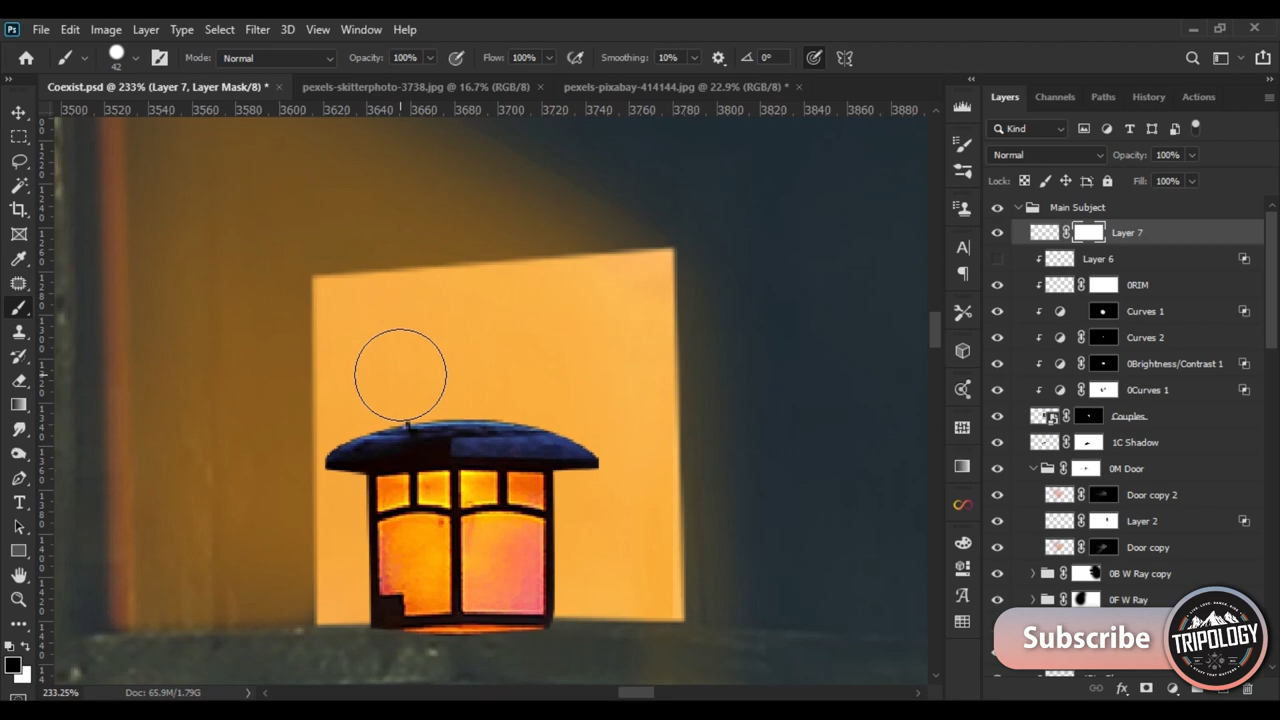 Ps File Edit Image Layer Type Select Filter 3D View Window Help
42 Mode: Normal Opacity: 100% Flow: 100% Smoothing: 10% 0°
Coexist.psd @ 233% (Layer 7, Layer Mask/8) * × pexels-skitterphoto-3738.jpg @ 16.7% (RGB/8) × pexels-pixabay-414144.jpg @ 22.9% (RGB/8) * ×
3500 3520 3540 3560 3580 3600 3620 3640 3660 3680 3700 3720 3740 3760 3780 3800 3820 3840 3860 3880
Layers Channels Paths History Actions
Kind
Normal Opacity: 100%
Lock: Fill: 100%
Main Subject
Layer 7
Layer 6
0RIM
Curves 1
Curves 2
0Brightness/Contrast 1
0Curves 1
Couples
1C Shadow
0M Door
Door copy 2
Layer 2
Door copy
0B W Ray copy
0F W Ray
Subscribe
TRIPOLOGY
233.25% Doc: 65.9M/1.79G